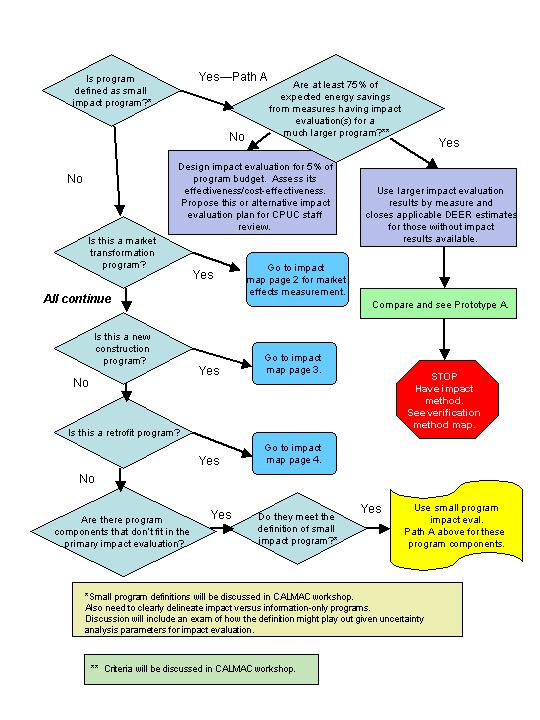 Is program
defined as small
impact program?*
Yes—Path A
Are at least 75% of
expected energy savings
from measures having impact
evaluation(s) for a
much larger program?**
No
Yes
Design impact evaluation for 5% of
program budget. Assess its
effectiveness/cost-effectiveness.
Propose this or alternative impact
evaluation plan for CPUC staff
review.
Use larger impact evaluation
results by measure and
closes applicable DEER estimates
for those without impact
results available.
No
Is this a market
transformation
program?
Yes
Go to impact
map page 2 for market
effects measurement.
All continue
Compare and see Prototype A.
Is this a new
construction
program?
Yes
Go to impact
map page 3.
No
STOP
Have impact
method.
See verification
method map.
Is this a retrofit program?
Yes
Go to impact
map page 4.
No
Are there program
components that don't fit in the
primary impact evaluation?
Yes
Do they meet the
definition of small
impact program?*
Yes
Use small program
impact eval.
Path A above for these
program components.
*Small program definitions will be discussed in CALMAC workshop.
Also need to clearly delineate impact versus information-only programs.
Discussion will include an exam of how the definition might play out given uncertainty
analysis parameters for impact evaluation.
** Criteria will be discussed in CALMAC workshop.